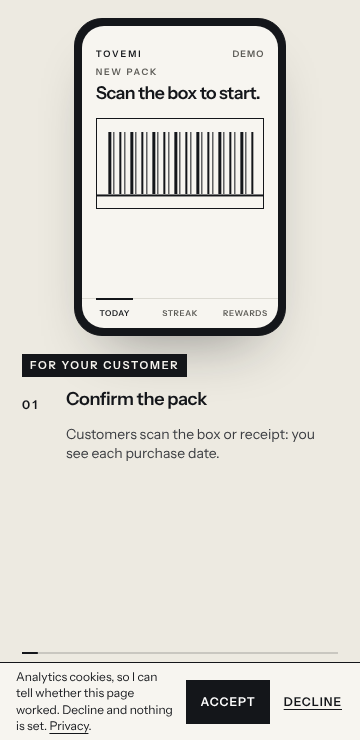 TOVEMI DEMO
NEW PACK
Scan the box to start.
TODAY STREAK REWARDS
FOR YOUR CUSTOMER
01 Confirm the pack
Customers scan the box or receipt: you
see each purchase date.
Analytics cookies, so I can
tell whether this page
worked. Decline and nothing
is set. Privacy.
ACCEPT DECLINE